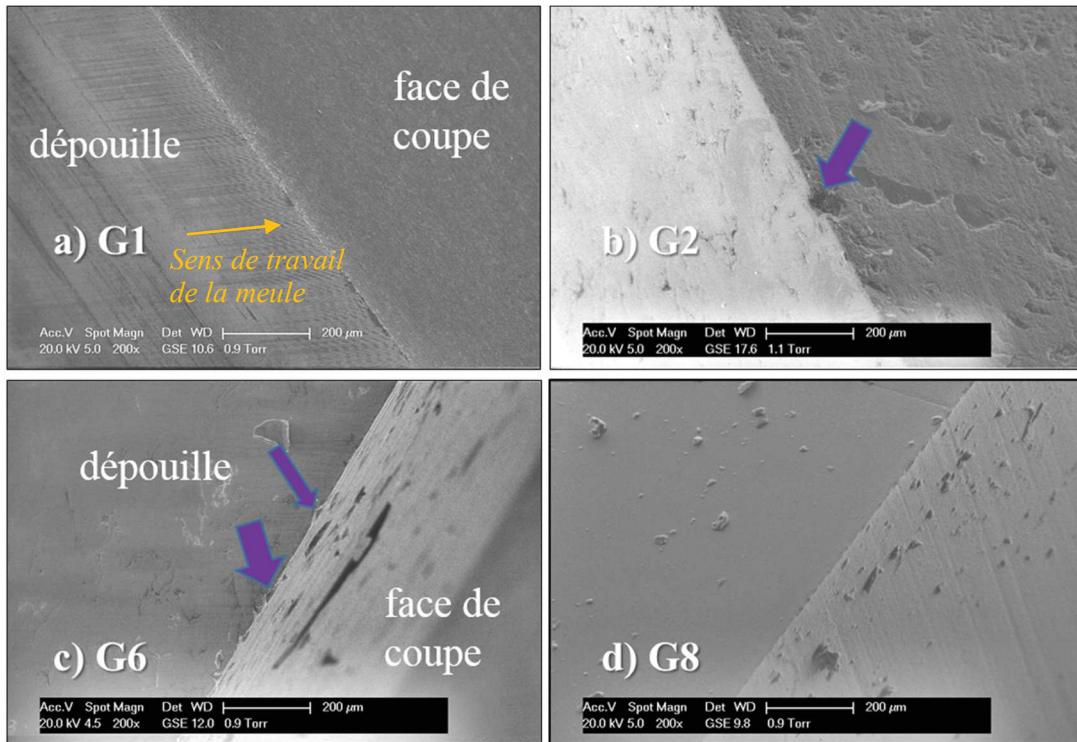 face de
coupe
dépouille
a) G1
Sens de travail
de la meule
Acc.V Spot Magn Det WD 200 µm
20.0 kV 5.0 200x GSE 10.6 0.9 Torr
b) G2
Acc.V Spot Magn Det WD 200 µm
20.0 kV 5.0 200x GSE 17.6 1.1 Torr
dépouille
face de
coupe
c) G6
Acc.V Spot Magn Det WD 200 µm
20.0 kV 4.5 200x GSE 12.0 0.9 Torr
d) G8
Acc.V Spot Magn Det WD 200 µm
20.0 kV 5.0 200x GSE 9.8 0.9 Torr